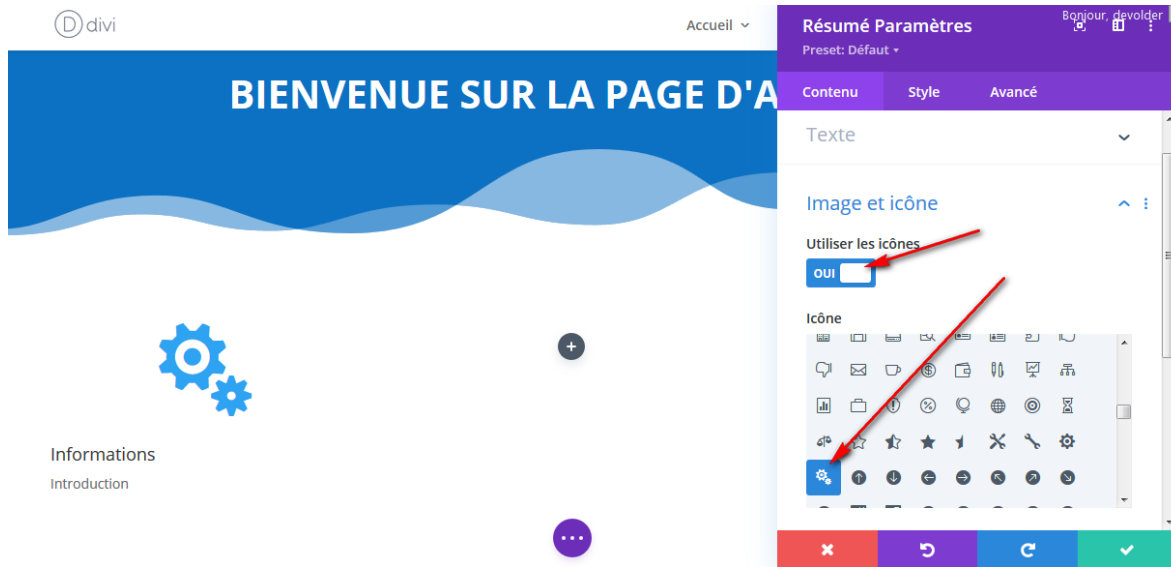 divi
Accueil
Bonjour, devolder
Résumé Paramètres
Preset: Défaut
Contenu Style Avancé
BIENVENUE SUR LA PAGE D'A
Texte
Image et icône
Utiliser les icônes
OUI
Icône
Informations
Introduction